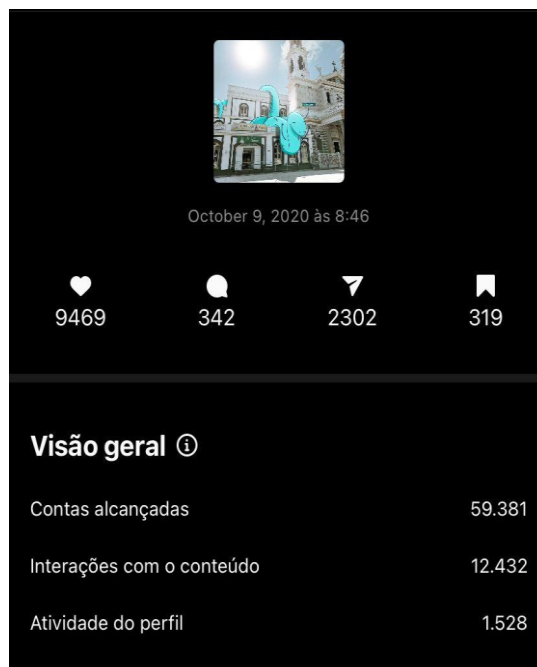 October 9, 2020 às 8:46
9469 342 2302 319
Visão geral
Contas alcançadas 59.381
Interações com o conteúdo 12.432
Atividade do perfil 1.528